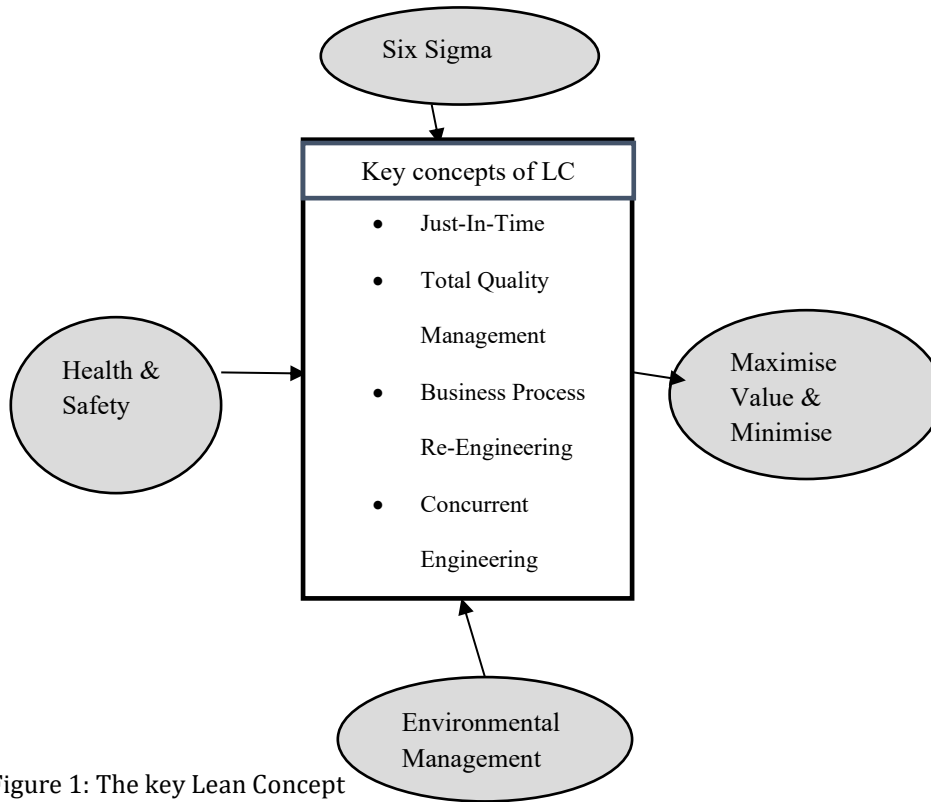 Six Sigma
Key concepts of LC
• Just-In-Time
• Total Quality
Management
• Business Process
Re-Engineering
• Concurrent
Engineering
Health &
Safety
Maximise
Value &
Minimise
Environmental
Management
Figure 1: The key Lean Concept